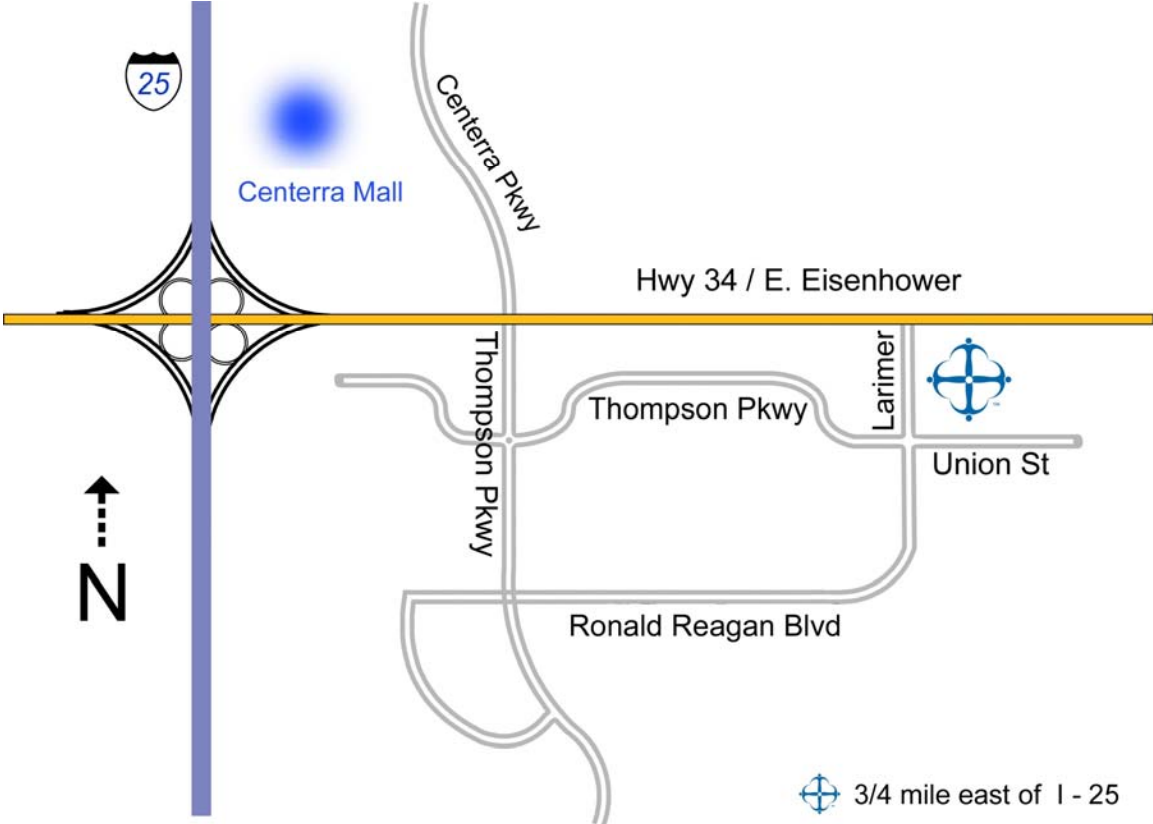 25
Centerra Mall
Centerra Pkwy
Hwy 34 / E. Eisenhower
Thompson Pkwy
Thompson Pkwy
Larimer
Union St
N
Ronald Reagan Blvd
3/4 mile east of I - 25